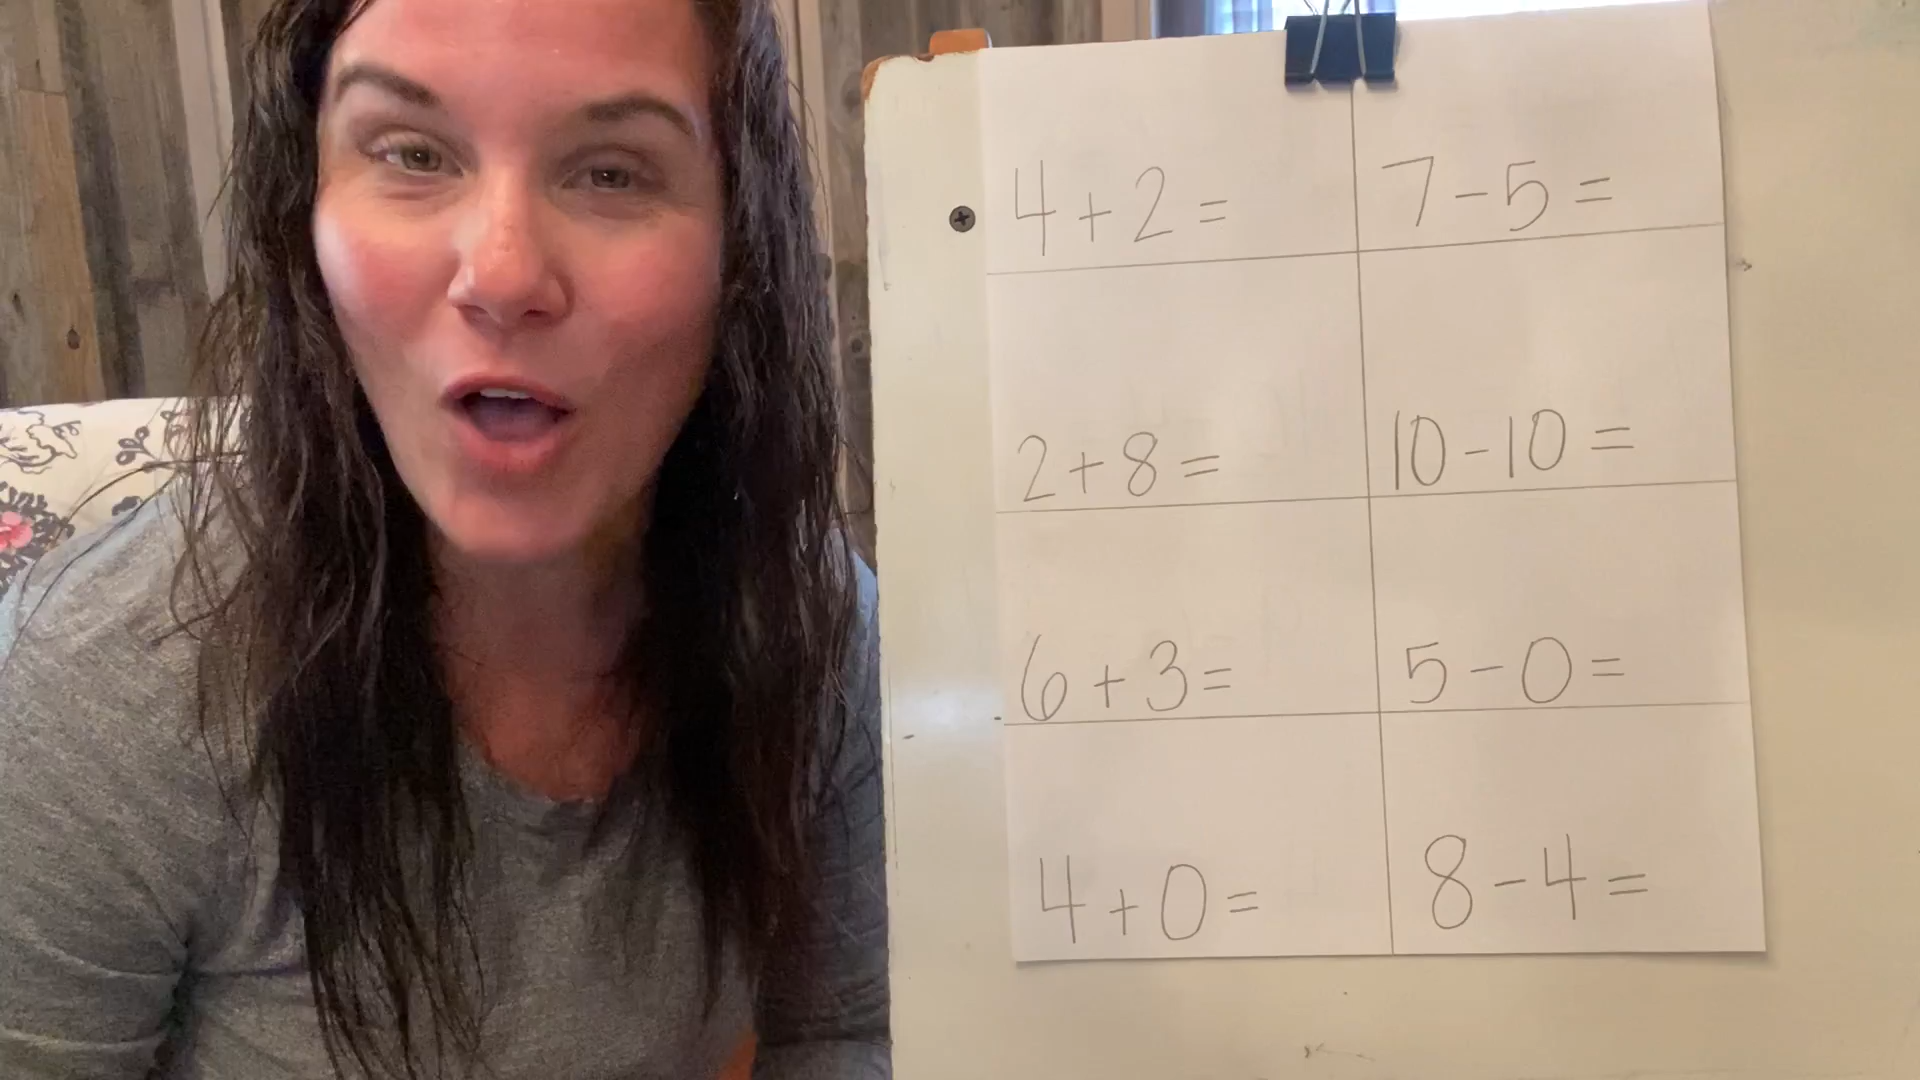 4+2= 7-5=
2+8= 10-10=
6+3= 5-0=
4+0= 8-4=